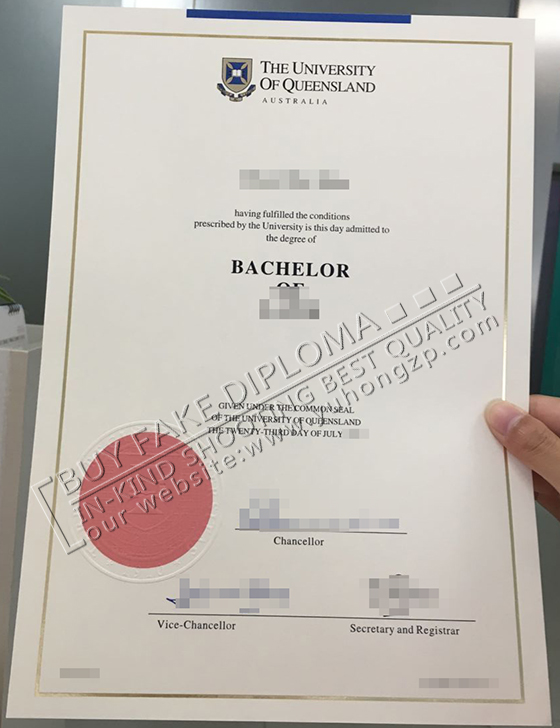 THE UNIVERSITY
OF QUEENSLAND
AUSTRALIA
having fulfilled the conditions
prescribed by the University is this day admitted to
the degree of
BACHELOR
OF
BUY FAKE DIPLOMA
IN-KIND SHOOTING BEST QUALITY
our website:www.
GIVEN UNDER THE COMMON SEAL
OF THE UNIVERSITY OF QUEENSLAND
THE TWENTY-THIRD DAY OF JULY
Chancellor
Vice-Chancellor
Secretary and Registrar